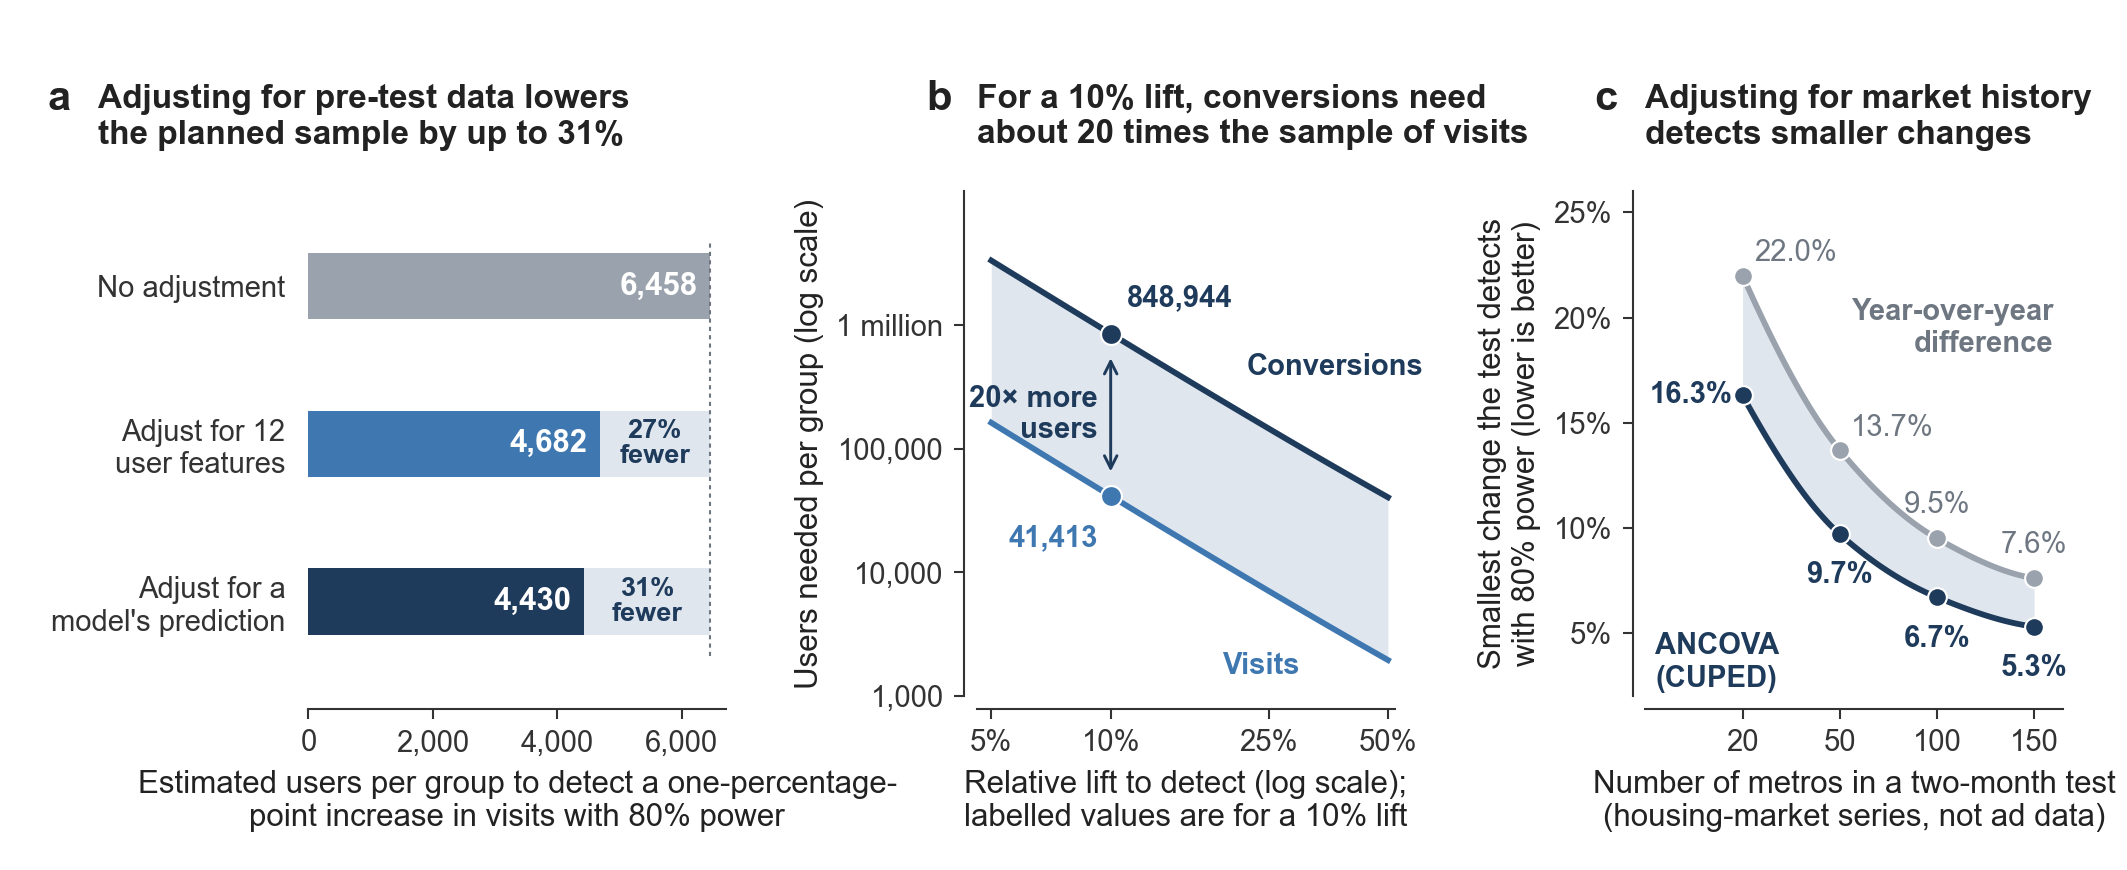 a
Adjusting for pre-test data lowers
the planned sample by up to 31%
No adjustment
6,458
Adjust for 12
user features
4,682
27%
fewer
Adjust for a
model's prediction
4,430
31%
fewer
0
2,000
4,000
6,000
Estimated users per group to detect a one-percentage-
point increase in visits with 80% power
b
For a 10% lift, conversions need
about 20 times the sample of visits
Users needed per group (log scale)
1 million
100,000
10,000
1,000
848,944
Conversions
20× more
users
41,413
Visits
5%
10%
25%
50%
Relative lift to detect (log scale);
labelled values are for a 10% lift
c
Adjusting for market history
detects smaller changes
Smallest change the test detects
with 80% power (lower is better)
25%
20%
15%
10%
5%
22.0%
Year-over-year
difference
16.3%
13.7%
9.5%
7.6%
9.7%
6.7%
5.3%
ANCOVA
(CUPED)
20
50
100
150
Number of metros in a two-month test
(housing-market series, not ad data)